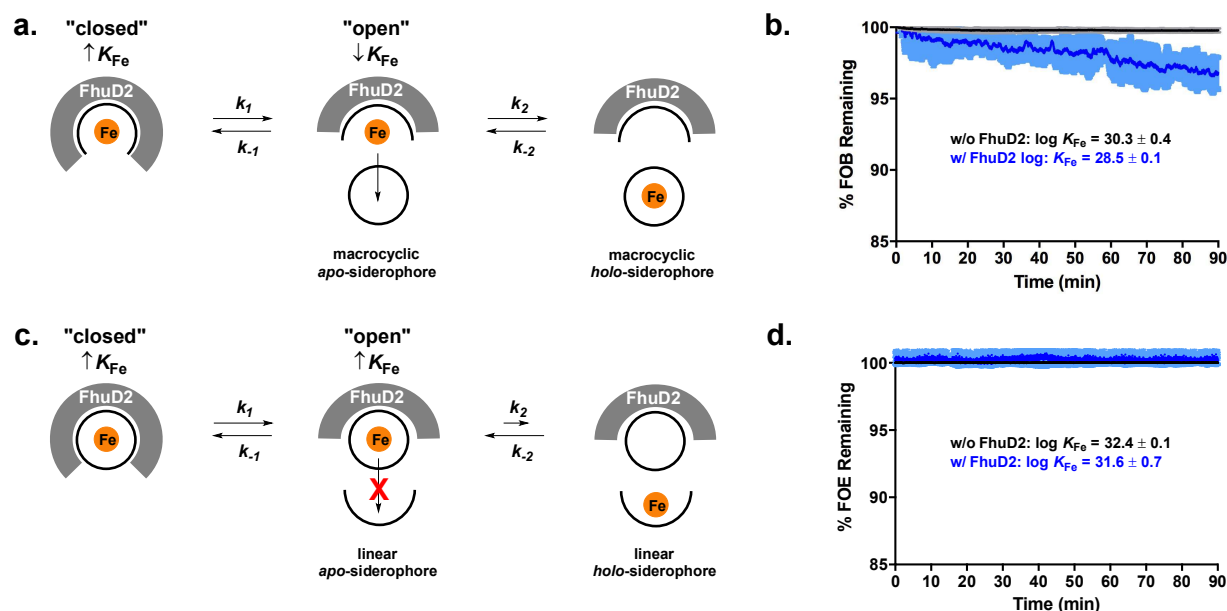 a.
"closed"
↑ KFe
FhuD2
Fe
k1
k-1
"open"
↓ KFe
FhuD2
Fe
macrocyclic
apo-siderophore
k2
k-2
FhuD2
Fe
macrocyclic
holo-siderophore
b.
% FOB Remaining
100
95
90
85
w/o FhuD2: log KFe = 30.3 ± 0.4
w/ FhuD2 log: KFe = 28.5 ± 0.1
0 10 20 30 40 50 60 70 80 90
Time (min)
c.
"closed"
↑ KFe
FhuD2
Fe
k1
k-1
"open"
↑ KFe
FhuD2
Fe
X
linear
apo-siderophore
k2
k-2
FhuD2
Fe
linear
holo-siderophore
d.
% FOE Remaining
100
95
90
85
w/o FhuD2: log KFe = 32.4 ± 0.1
w/ FhuD2: log KFe = 31.6 ± 0.7
0 10 20 30 40 50 60 70 80 90
Time (min)